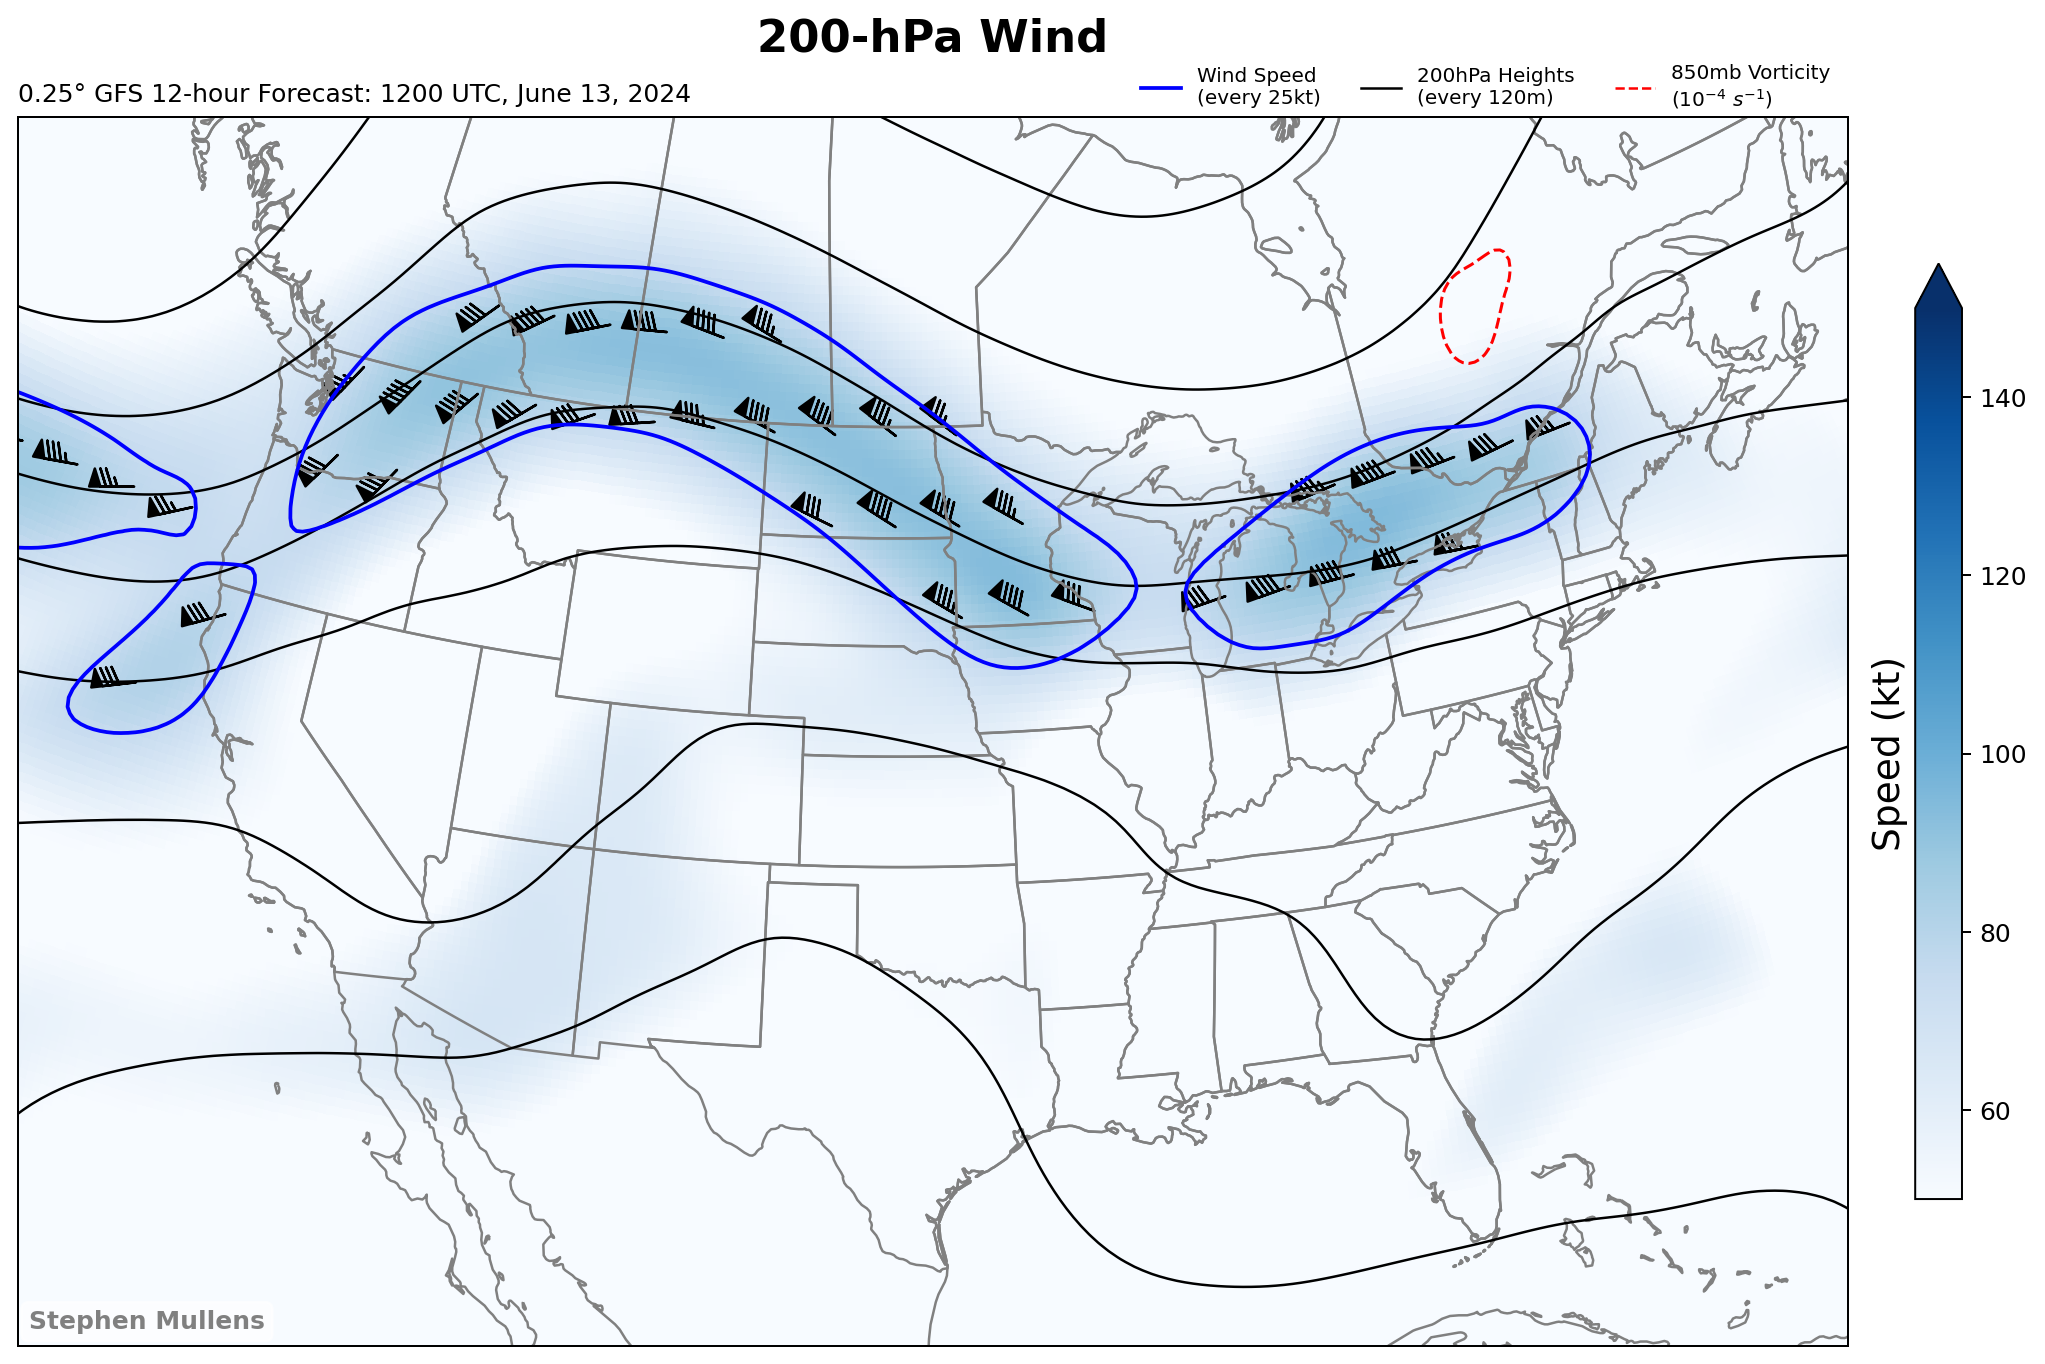 200-hPa Wind
0.25° GFS 12-hour Forecast: 1200 UTC, June 13, 2024
Wind Speed
(every 25kt)
200hPa Heights
(every 120m)
850mb Vorticity
(10⁻⁴ s⁻¹)
140
120
100
80
60
Speed (kt)
Stephen Mullens